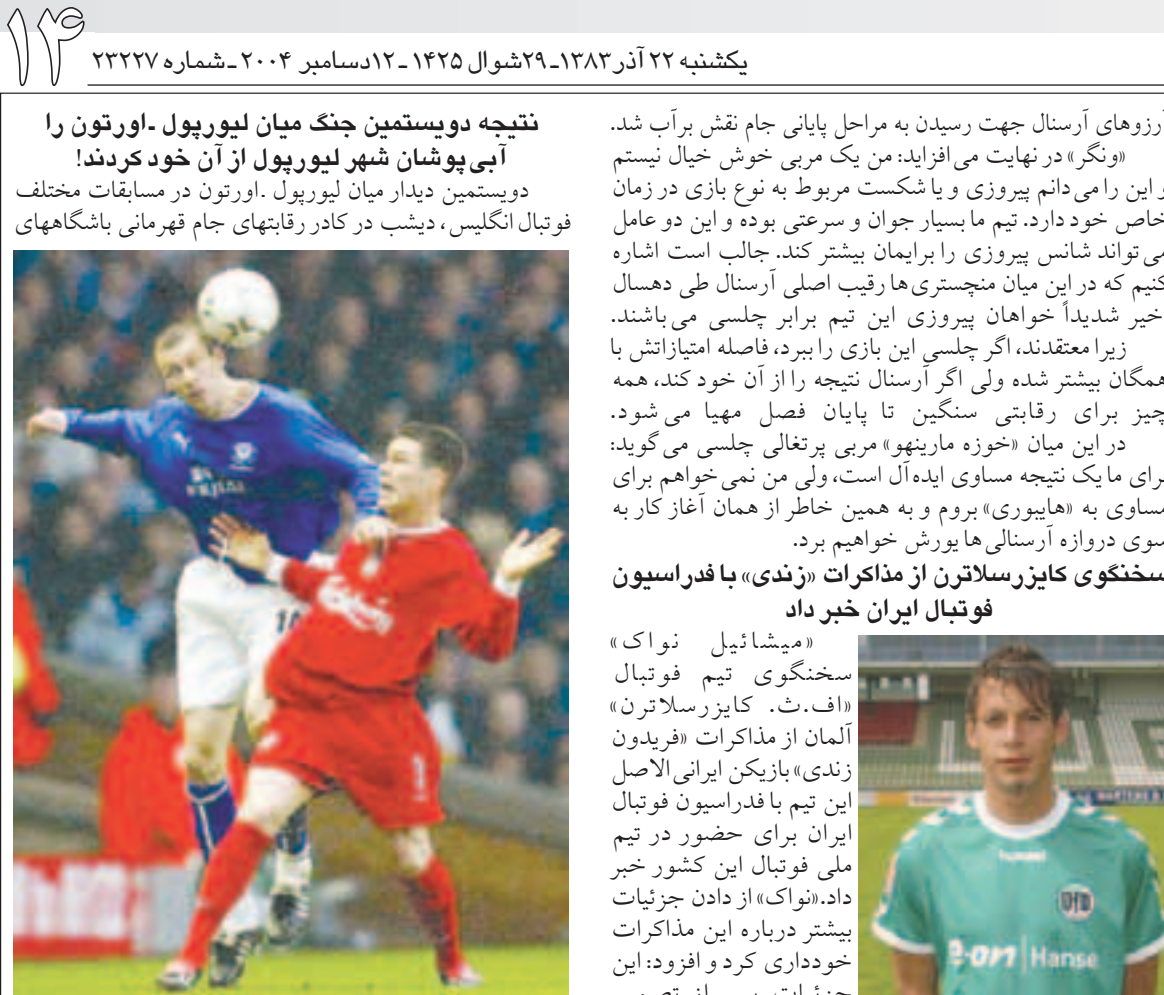 ۱۴
یکشنبه ۲۲ آذر ۱۳۸۳ـ ۲۹شوال ۱۴۲۵ ـ ۱۲دسامبر ۲۰۰۴ ـ شماره ۲۳۲۲۷
آرزوهای آرسنال جهت رسیدن به مراحل پایانی جام نقش برآب شد.
«ونگر» در نهایت می‌افزاید: من یک مربی خوش خیال نیستم
و این را می‌دانم پیروزی و یا شکست مربوط به نوع بازی در زمان
خاص خود دارد. تیم ما بسیار جوان و سرعتی بوده و این دو عامل
می‌تواند شانس پیروزی را برایمان بیشتر کند. جالب است اشاره
کنیم که در این میان منچستری‌ها رقیب اصلی آرسنال طی دهسال
اخیر شدیداً خواهان پیروزی این تیم برابر چلسی می‌باشند.
زیرا معتقدند، اگر چلسی این بازی را ببرد، فاصله امتیازاتش با
همگان بیشتر شده ولی اگر آرسنال نتیجه را از آن خود کند، همه
چیز برای رقابتی سنگین تا پایان فصل مهیا می‌شود.
در این میان «خوزه مارینهو» مربی پرتغالی چلسی می‌گوید:
برای ما یک نتیجه مساوی ایده‌آل است، ولی من نمی‌خواهم برای
مساوی به «هایبوری» بروم و به همین خاطر از همان آغاز کار به
سوی دروازه آرسنالی‌ها یورش خواهیم برد.
سخنگوی کایزرسلاترن از مذاکرات «زندی» با فدراسیون
فوتبال ایران خبر داد
«میشائیل نواک»
سخنگوی تیم فوتبال
«اف.ث. کایزرسلاترن»
آلمان از مذاکرات «فریدون
زندی» بازیکن ایرانی‌الاصل
این تیم با فدراسیون فوتبال
ایران برای حضور در تیم
ملی فوتبال این کشور خبر
داد.«نواک» از دادن جزئیات
بیشتر درباره این مذاکرات
خودداری کرد و افزود: این
hummel
VfB
e·on | Hanse
نتیجه دویستمین جنگ میان لیورپول ـ اورتون را
آبی‌پوشان شهر لیورپول از آن خود کردند!
دویستمین دیدار میان لیورپول ـ اورتون در مسابقات مختلف
فوتبال انگلیس، دیشب در کادر رقابتهای جام قهرمانی باشگاههای
Carlsberg